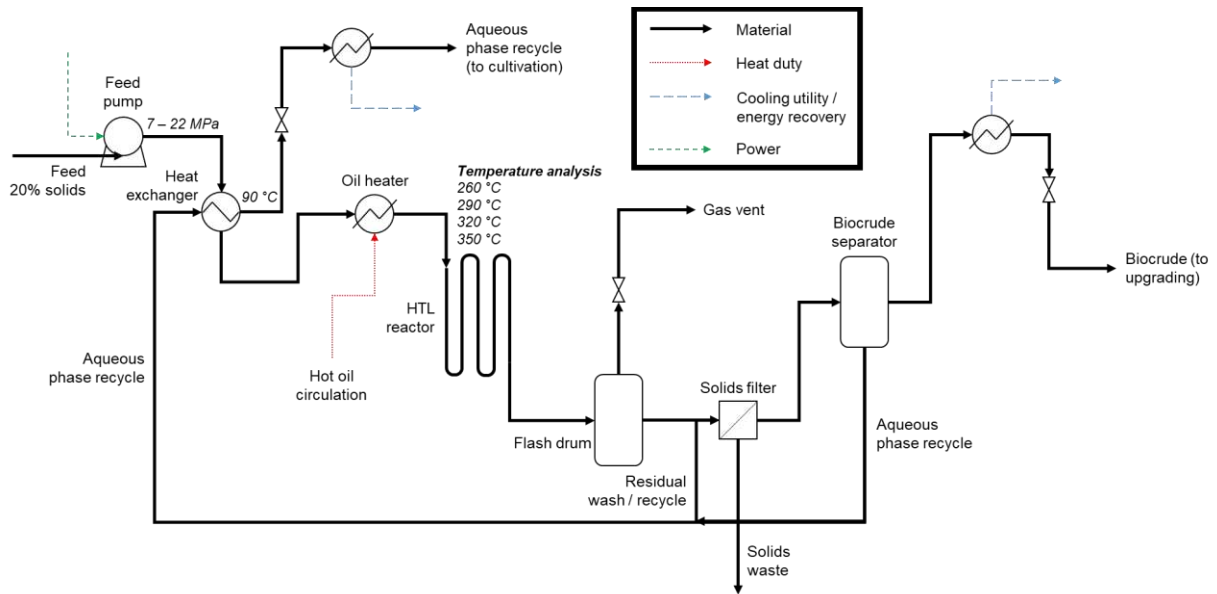 Feed
pump
7 – 22 MPa
Feed
20% solids
Heat
exchanger
90 °C
Aqueous
phase recycle
(to cultivation)
Material
Heat duty
Cooling utility /
energy recovery
Power
Oil heater
Temperature analysis
260 °C
290 °C
320 °C
350 °C
HTL
reactor
Hot oil
circulation
Aqueous
phase recycle
Gas vent
Flash drum
Residual
wash / recycle
Solids filter
Solids
waste
Biocrude
separator
Aqueous
phase recycle
Biocrude (to
upgrading)